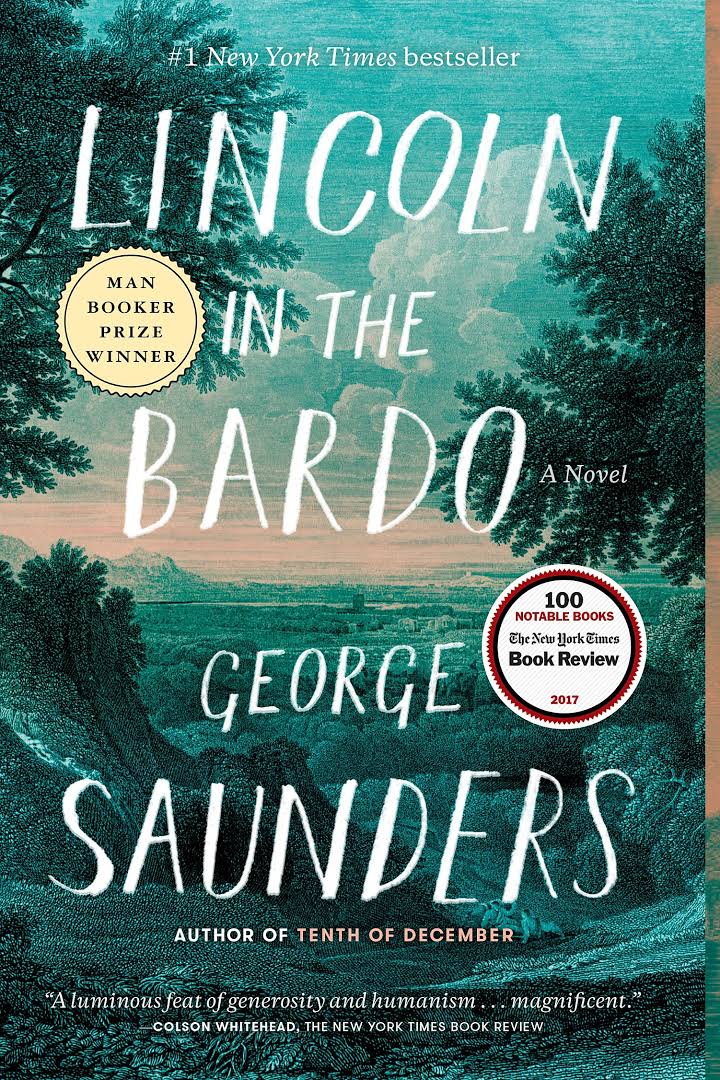 #1 New York Times bestseller
LINCOLN
IN THE
BARDO
A Novel
MAN
BOOKER
PRIZE
WINNER
100
NOTABLE BOOKS
The New York Times
Book Review
2017
GEORGE
SAUNDERS
AUTHOR OF TENTH OF DECEMBER
“A luminous feat of generosity and humanism . . . magnificent.”
—COLSON WHITEHEAD, THE NEW YORK TIMES BOOK REVIEW